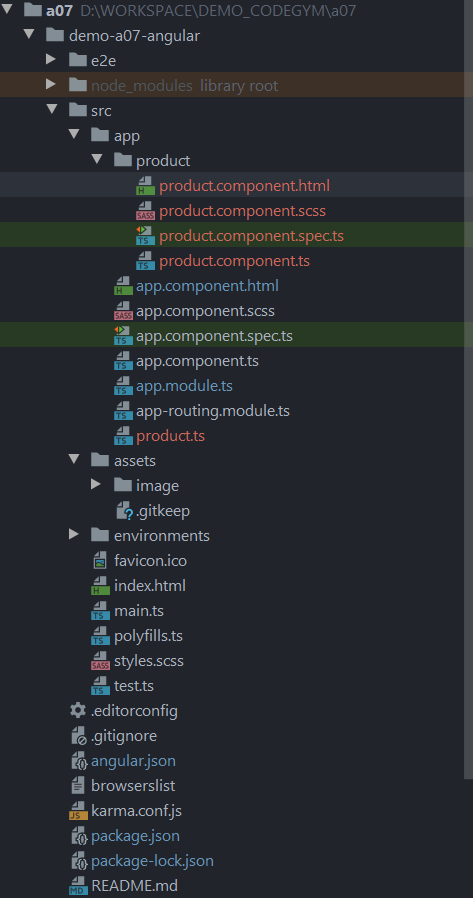 a07 D:\WORKSPACE\DEMO_CODEGYM\a07
demo-a07-angular
e2e
node_modules library root
src
app
product
product.component.html
product.component.scss
product.component.spec.ts
product.component.ts
app.component.html
app.component.scss
app.component.spec.ts
app.component.ts
app.module.ts
app-routing.module.ts
product.ts
assets
image
.gitkeep
environments
favicon.ico
index.html
main.ts
polyfills.ts
styles.scss
test.ts
.editorconfig
.gitignore
angular.json
browserslist
karma.conf.js
package.json
package-lock.json
README.md